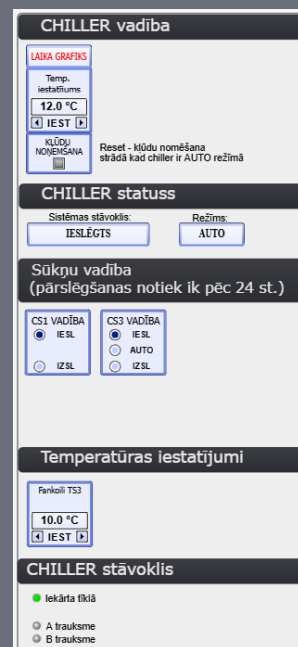 CHILLER vadība
LAIKA GRAFIKS
Temp.
iestatījums
12.0 °C
IEST
KĻŪDU
NOŅEMŠANA
Reset - kļūdu nomēšana
strādā kad chiller ir AUTO režīmā
CHILLER statuss
Sistēmas stāvoklis:
Režīms:
IESLĒGTS
AUTO
Sūkņu vadība
(pārslēgšanas notiek ik pēc 24 st.)
CS1 VADĪBA
IESL
IZSL
CS3 VADĪBA
IESL
AUTO
IZSL
Temperatūras iestatījumi
Fankoili TS3
10.0 °C
IEST
CHILLER stāvoklis
Iekārta tīklā
A trauksme
B trauksme